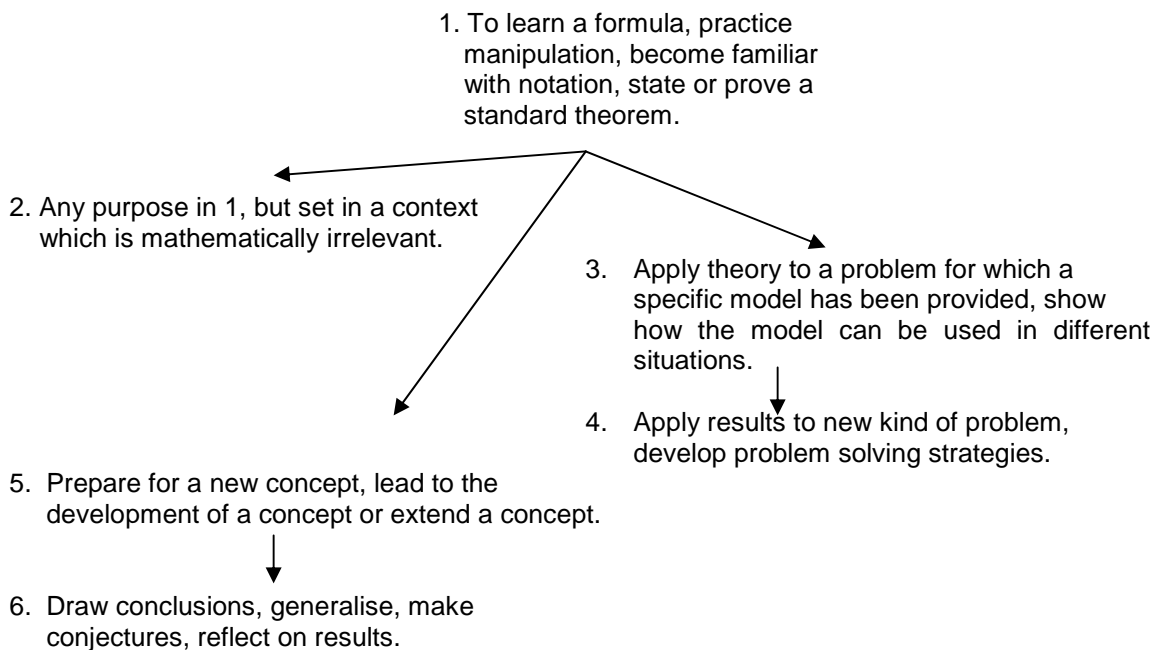 1. To learn a formula, practice
manipulation, become familiar
with notation, state or prove a
standard theorem.
2. Any purpose in 1, but set in a context
which is mathematically irrelevant.
3. Apply theory to a problem for which a
specific model has been provided, show
how the model can be used in different
situations.
4. Apply results to new kind of problem,
develop problem solving strategies.
5. Prepare for a new concept, lead to the
development of a concept or extend a concept.
6. Draw conclusions, generalise, make
conjectures, reflect on results.